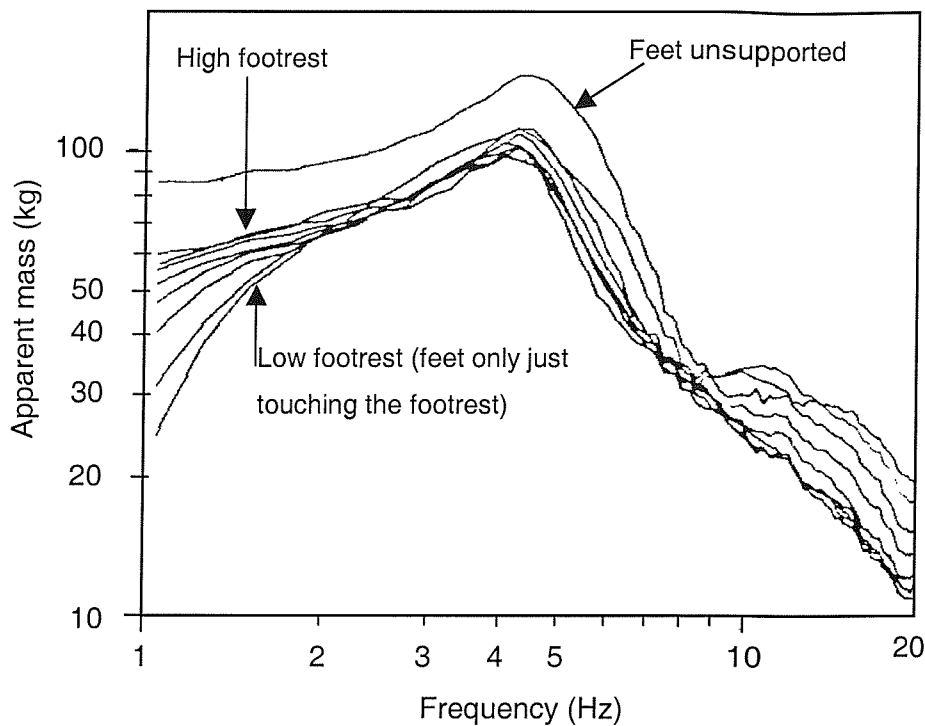 High footrest
Feet unsupported
Low footrest (feet only just
touching the footrest)
Apparent mass (kg)
100
50
40
30
20
10
1
2
3
4
5
10
20
Frequency (Hz)